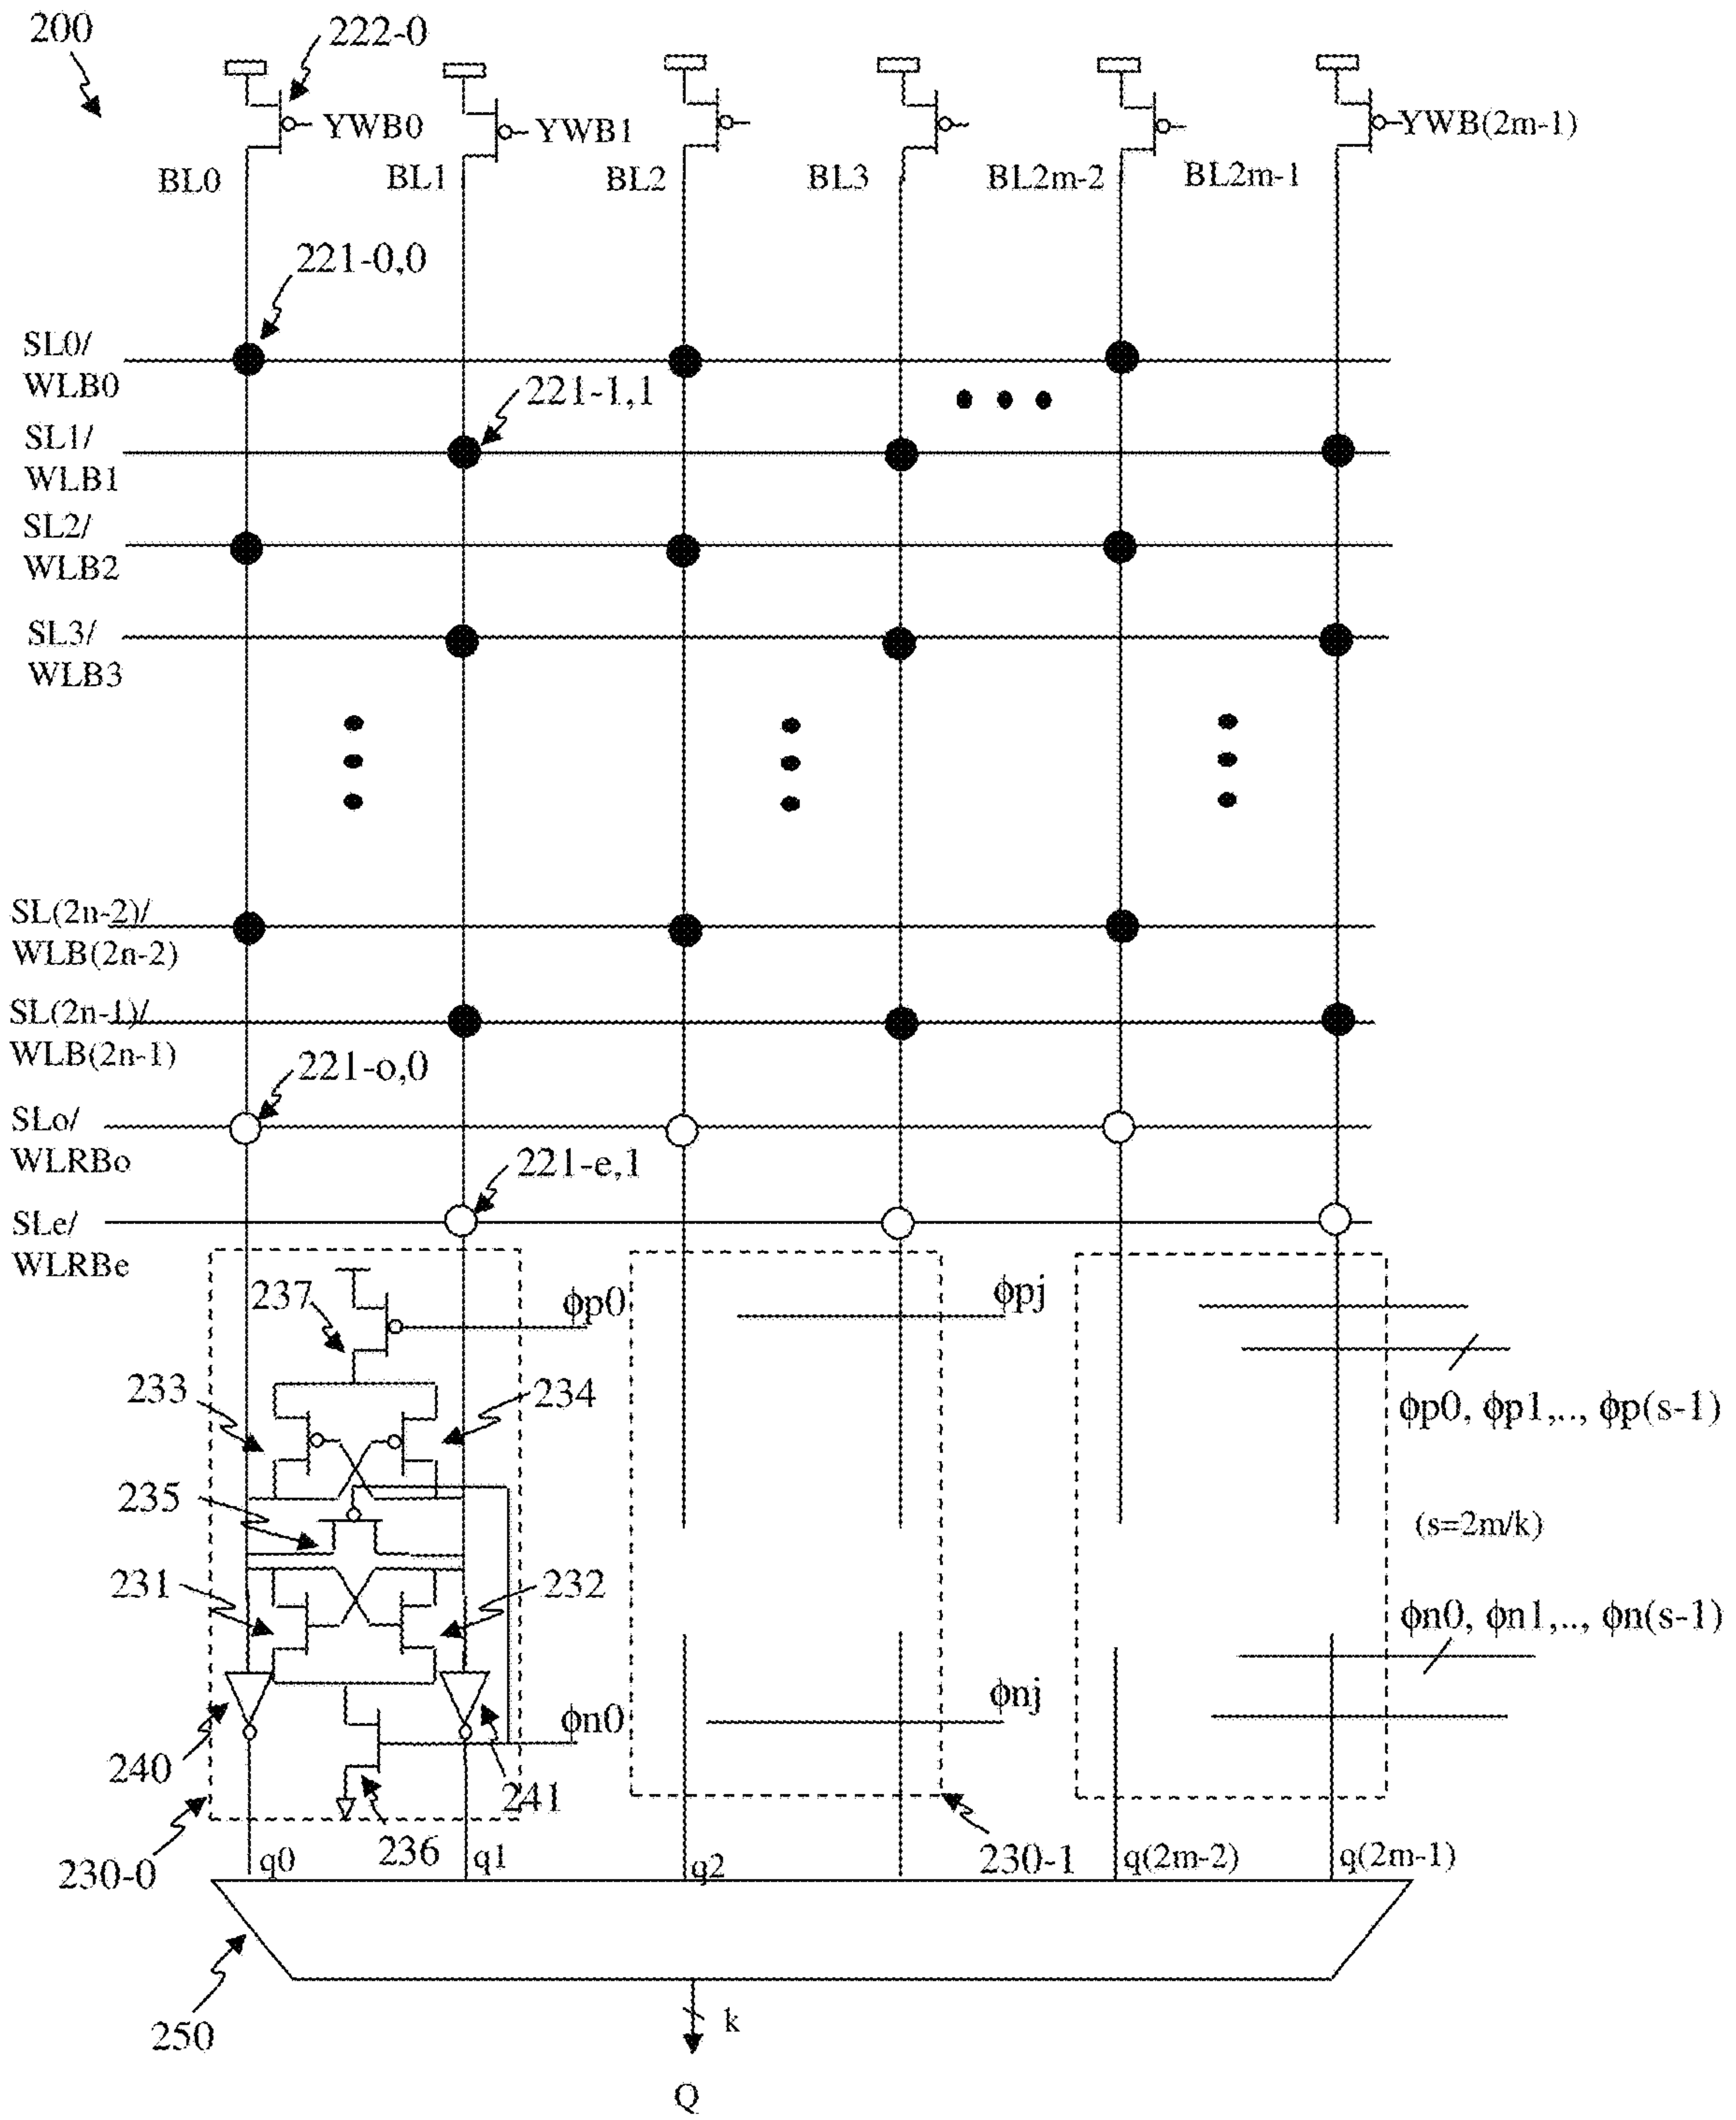 200
222-0
YWB0
YWB1
YWB(2m-1)
BL0
BL1
BL2
BL3
BL2m-2
BL2m-1
221-0,0
SL0/
WLB0
221-1,1
SL1/
WLB1
SL2/
WLB2
SL3/
WLB3
SL(2n-2)/
WLB(2n-2)
SL(2n-1)/
WLB(2n-1)
221-o,0
SLo/
WLRBo
221-e,1
SLe/
WLRBe
237
ϕp0
ϕpj
233
234
ϕp0, ϕp1,.., ϕp(s-1)
235
(s=2m/k)
231
232
ϕn0, ϕn1,.., ϕn(s-1)
ϕn0
ϕnj
240
241
236
230-0
q0
q1
q2
230-1
q(2m-2)
q(2m-1)
250
k
Q